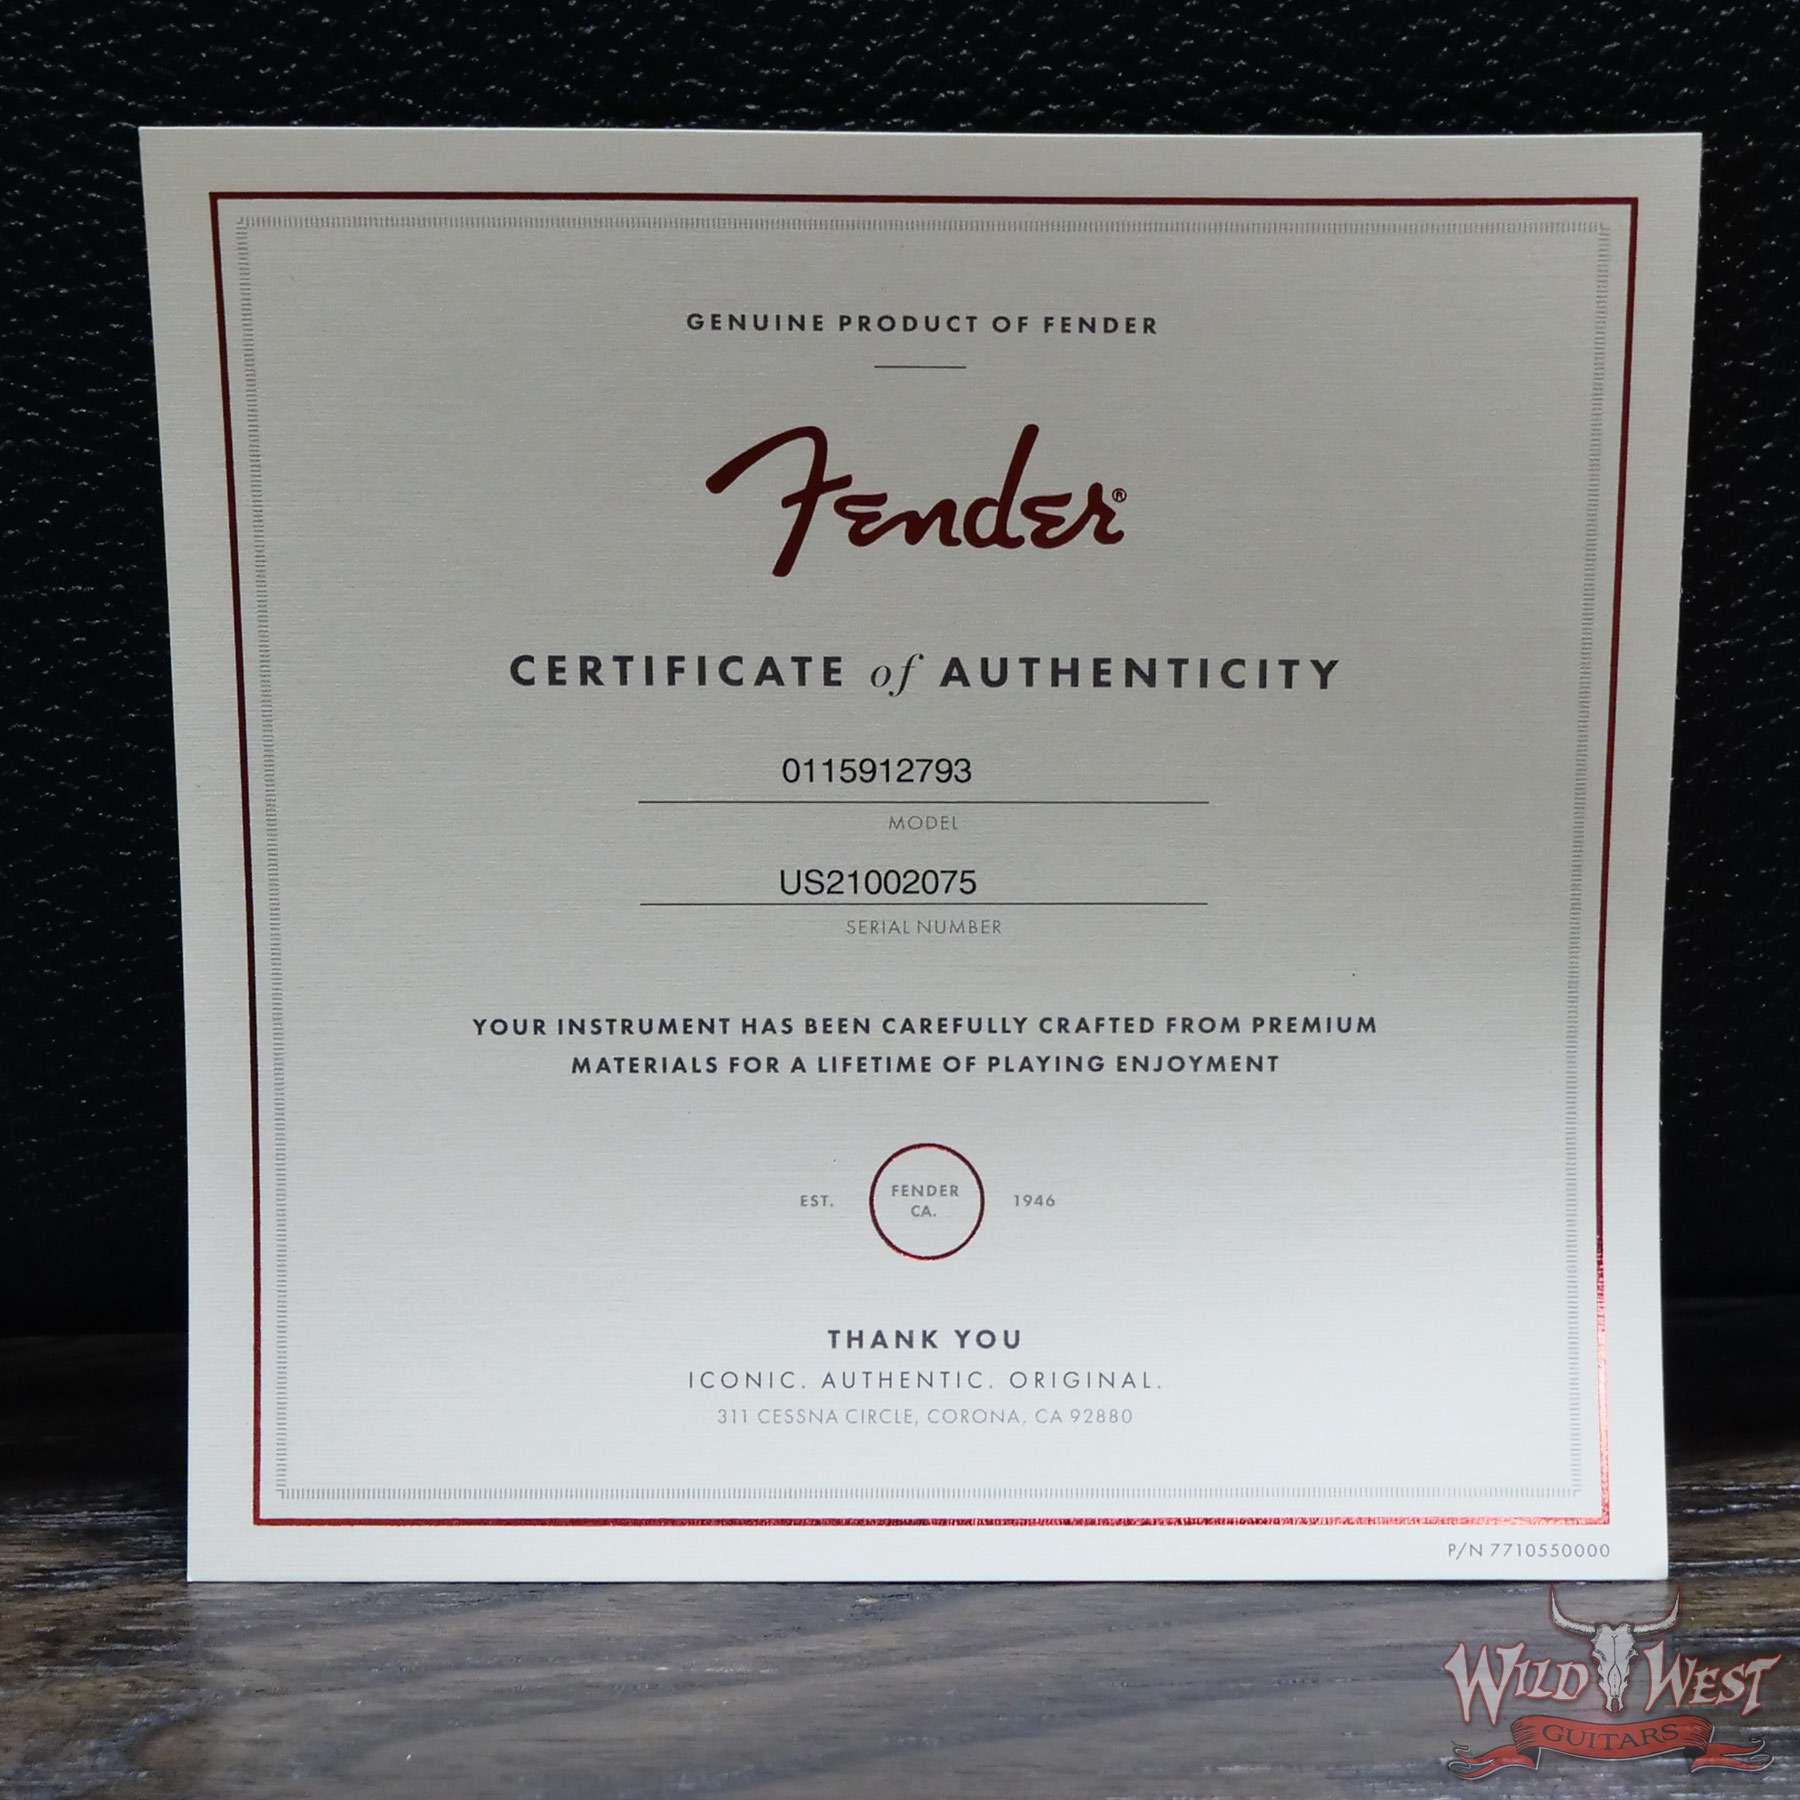 GENUINE PRODUCT OF FENDER
Fender®
CERTIFICATE of AUTHENTICITY
0115912793
MODEL
US21002075
SERIAL NUMBER
YOUR INSTRUMENT HAS BEEN CAREFULLY CRAFTED FROM PREMIUM
MATERIALS FOR A LIFETIME OF PLAYING ENJOYMENT
EST. FENDER CA. 1946
THANK YOU
ICONIC. AUTHENTIC. ORIGINAL.
311 CESSNA CIRCLE, CORONA, CA 92880
P/N 7710550000
WILD WEST
GUITARS